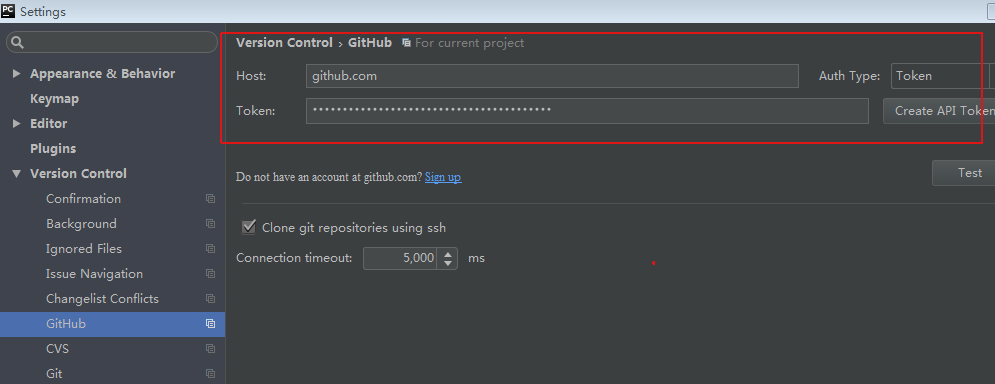 PC Settings
Version Control › GitHub For current project
Host: github.com Auth Type: Token
Token: •••••••••••••••••••••••••••••••••••••••• Create API Token
Do not have an account at github.com? Sign up
Test
Clone git repositories using ssh
Connection timeout: 5,000 ms
Appearance & Behavior
Keymap
Editor
Plugins
Version Control
Confirmation
Background
Ignored Files
Issue Navigation
Changelist Conflicts
GitHub
CVS
Git